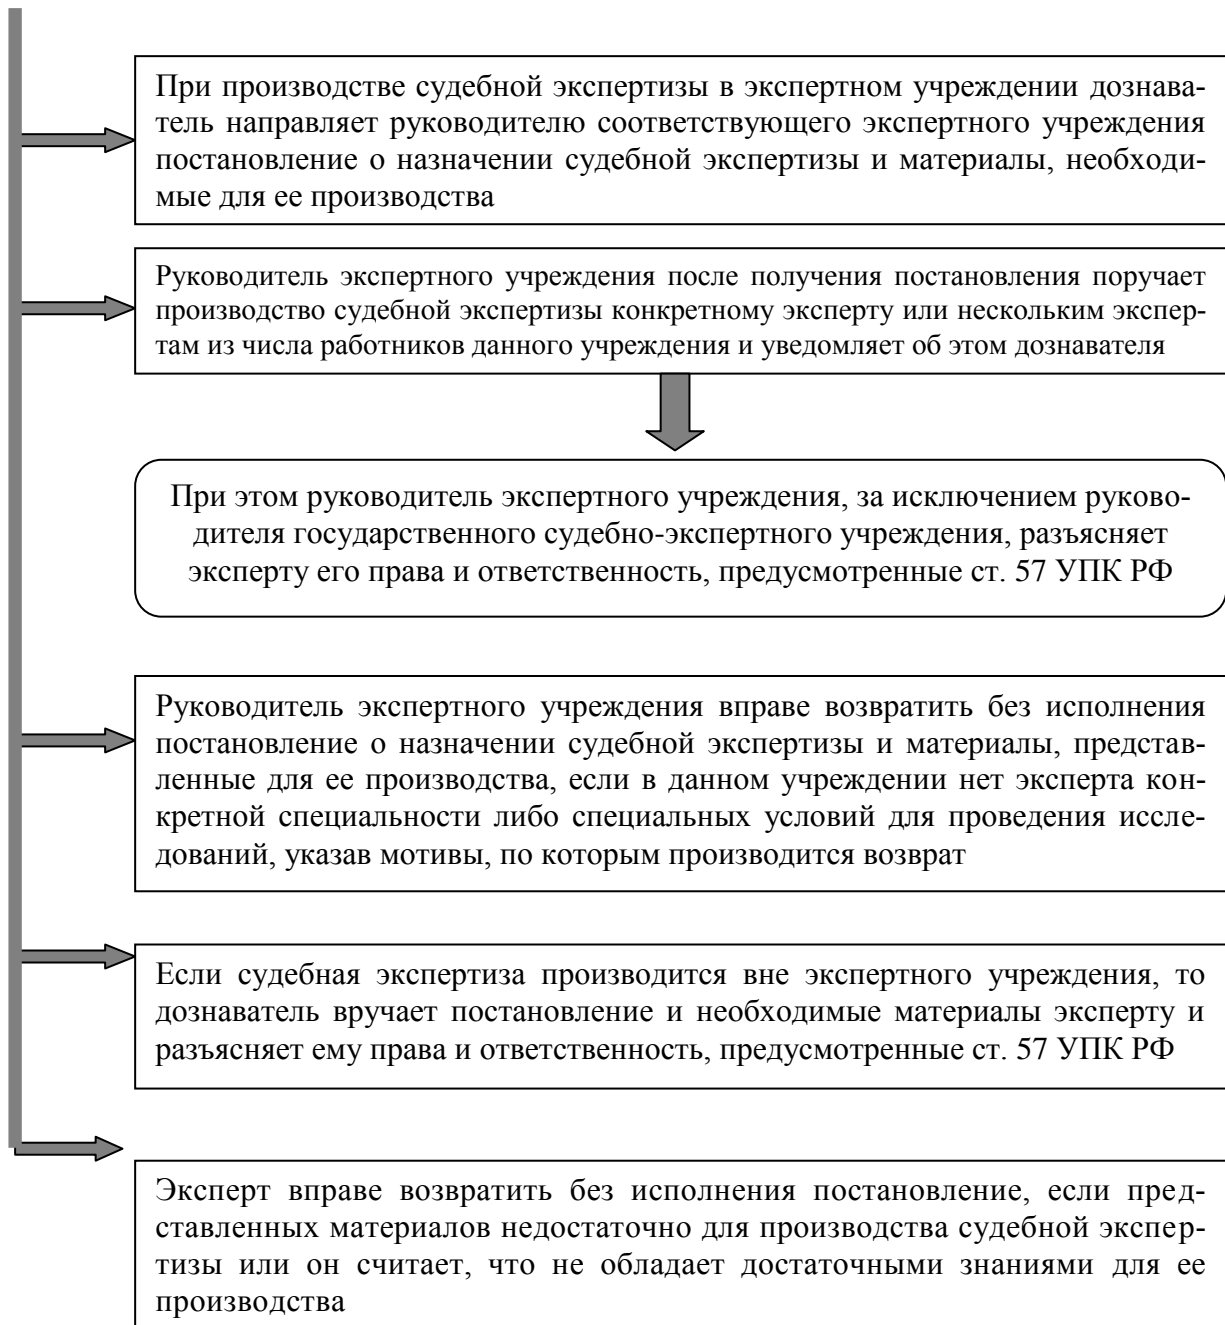 При производстве судебной экспертизы в экспертном учреждении дознава-
тель направляет руководителю соответствующего экспертного учреждения
постановление о назначении судебной экспертизы и материалы, необходи-
мые для ее производства
Руководитель экспертного учреждения после получения постановления поручает
производство судебной экспертизы конкретному эксперту или нескольким экспер-
там из числа работников данного учреждения и уведомляет об этом дознавателя
При этом руководитель экспертного учреждения, за исключением руково-
дителя государственного судебно-экспертного учреждения, разъясняет
эксперту его права и ответственность, предусмотренные ст. 57 УПК РФ
Руководитель экспертного учреждения вправе возвратить без исполнения
постановление о назначении судебной экспертизы и материалы, представ-
ленные для ее производства, если в данном учреждении нет эксперта кон-
кретной специальности либо специальных условий для проведения иссле-
дований, указав мотивы, по которым производится возврат
Если судебная экспертиза производится вне экспертного учреждения, то
дознаватель вручает постановление и необходимые материалы эксперту и
разъясняет ему права и ответственность, предусмотренные ст. 57 УПК РФ
Эксперт вправе возвратить без исполнения постановление, если пред-
ставленных материалов недостаточно для производства судебной экспер-
тизы или он считает, что не обладает достаточными знаниями для ее
производства